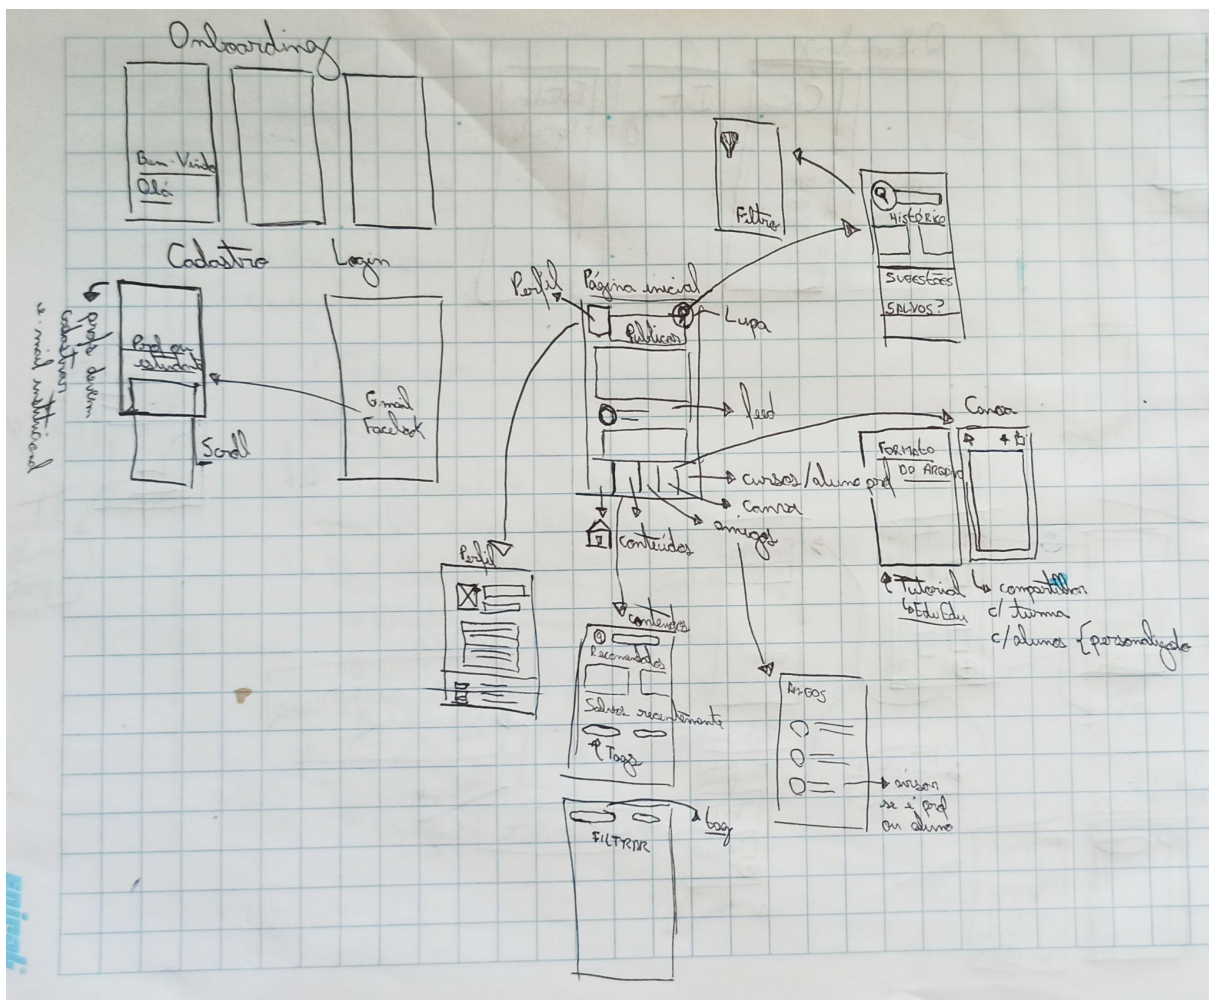 Onboarding
Bem-Vindo
Olá
Cadastro
Login
Prof ou
estudante
profs devem
cadastrar
e-mail institucional
Scroll
Gmail
Facebook
Filtro
HISTÓRICO
SUGESTÕES
SALVOS?
Perfil
Página inicial
Publicar
Lupa
feed
cursos/aluno prof
canva
amigos
conteúdos
Canva
FORMATO
DO ARQUIVO
Tutorial
EduEdu
compartilhar
c/ turma
c/ alunos { personalizado
Perfil
conteúdos
Recomendados
Salvos recentemente
Tags
tag
FILTRAR
AMIGOS
avisar
se é prof
ou aluno